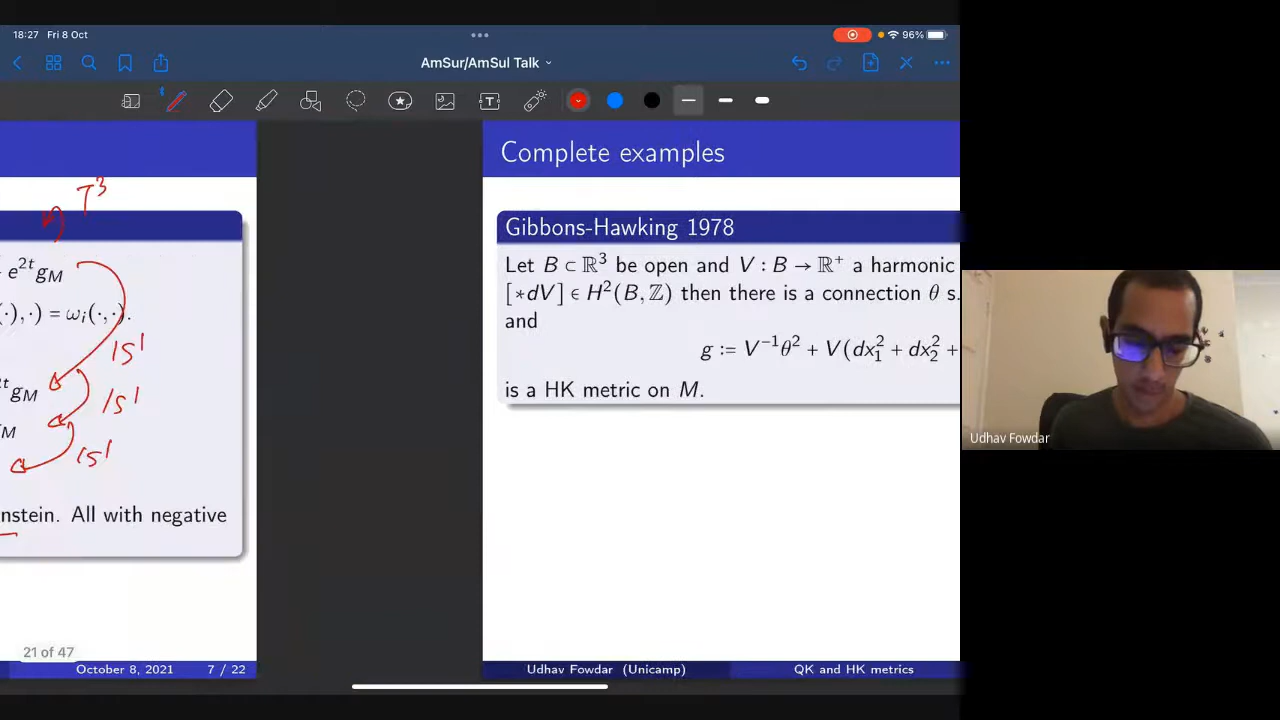 18:27 Fri 8 Oct
96%
AmSur/AmSul Talk
T³
e^{2t}g_M
(·),·) = ω_i(·,·).
/S¹
g_M
/S¹
/S¹
nstein. All with negative
21 of 47
October 8, 2021 7 / 22
Complete examples
Gibbons-Hawking 1978
Let B ⊂ ℝ³ be open and V : B → ℝ⁺ a harmonic
[∗dV] ∈ H²(B, ℤ) then there is a connection θ s.
and
g := V⁻¹θ² + V(dx₁² + dx₂² +
is a HK metric on M.
Udhav Fowdar (Unicamp) QK and HK metrics
Udhav Fowdar